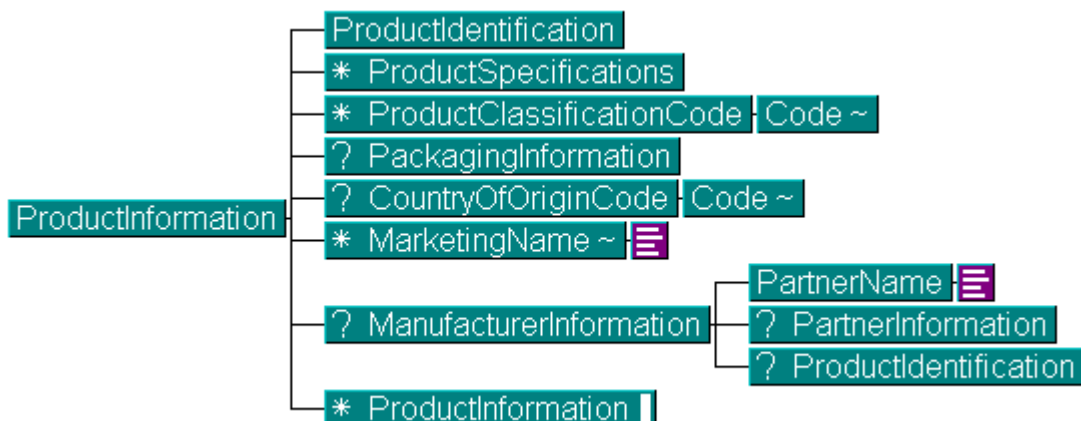 ProductIdentification
* ProductSpecifications
* ProductClassificationCode Code ~
? PackagingInformation
? CountryOfOriginCode Code ~
ProductInformation
* MarketingName ~
PartnerName
? ManufacturerInformation
? PartnerInformation
? ProductIdentification
* ProductInformation